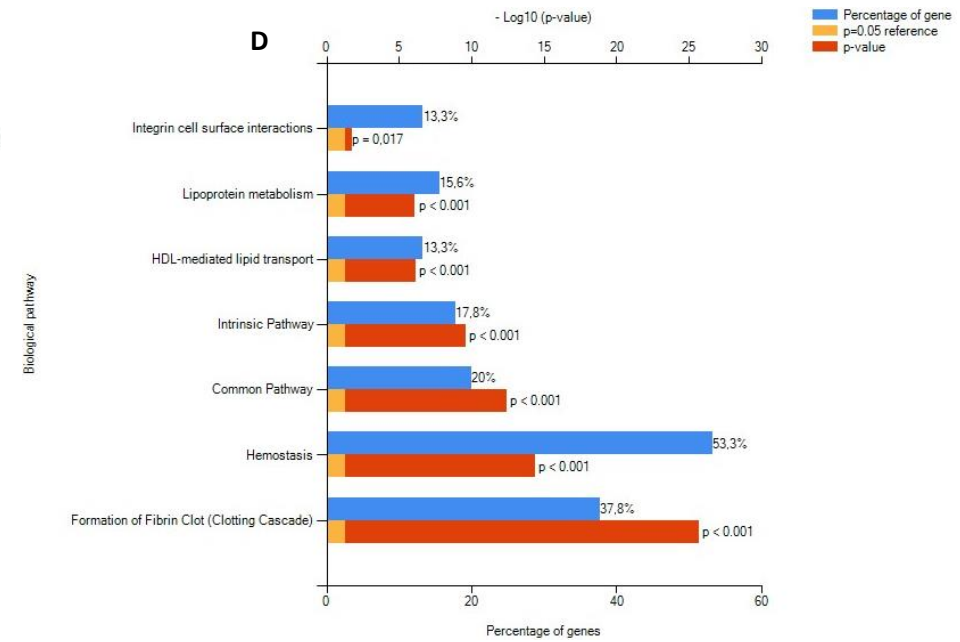 - Log10 (p-value)
Percentage of gene
p=0.05 reference
p-value
D
0 5 10 15 20 25 30
Biological pathway
Integrin cell surface interactions
13,3%
p = 0,017
Lipoprotein metabolism
15,6%
p < 0.001
HDL-mediated lipid transport
13,3%
p < 0.001
Intrinsic Pathway
17,8%
p < 0.001
Common Pathway
20%
p < 0.001
Hemostasis
53,3%
p < 0.001
Formation of Fibrin Clot (Clotting Cascade)
37,8%
p < 0.001
0 20 40 60
Percentage of genes